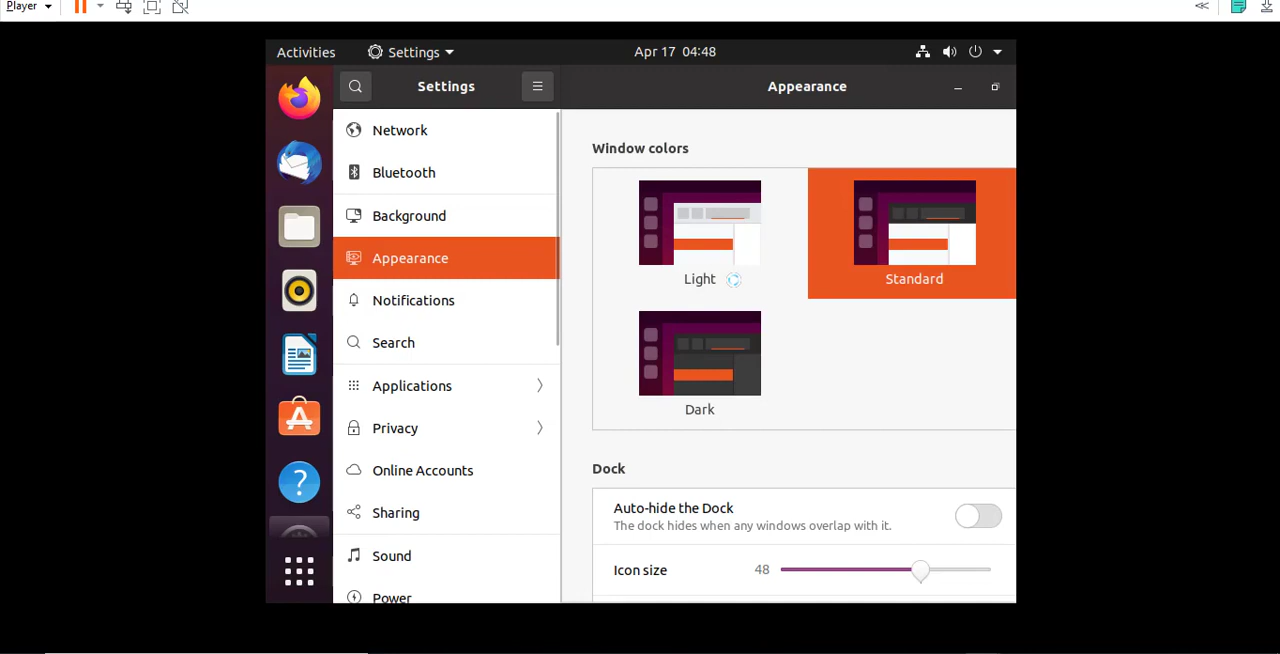 Player
Activities
Settings
Apr 17 04:48
Settings
Appearance
Network
Bluetooth
Background
Appearance
Notifications
Search
Applications
Privacy
Online Accounts
Sharing
Sound
Power
Window colors
Light
Standard
Dark
Dock
Auto-hide the Dock
The dock hides when any windows overlap with it.
Icon size
48